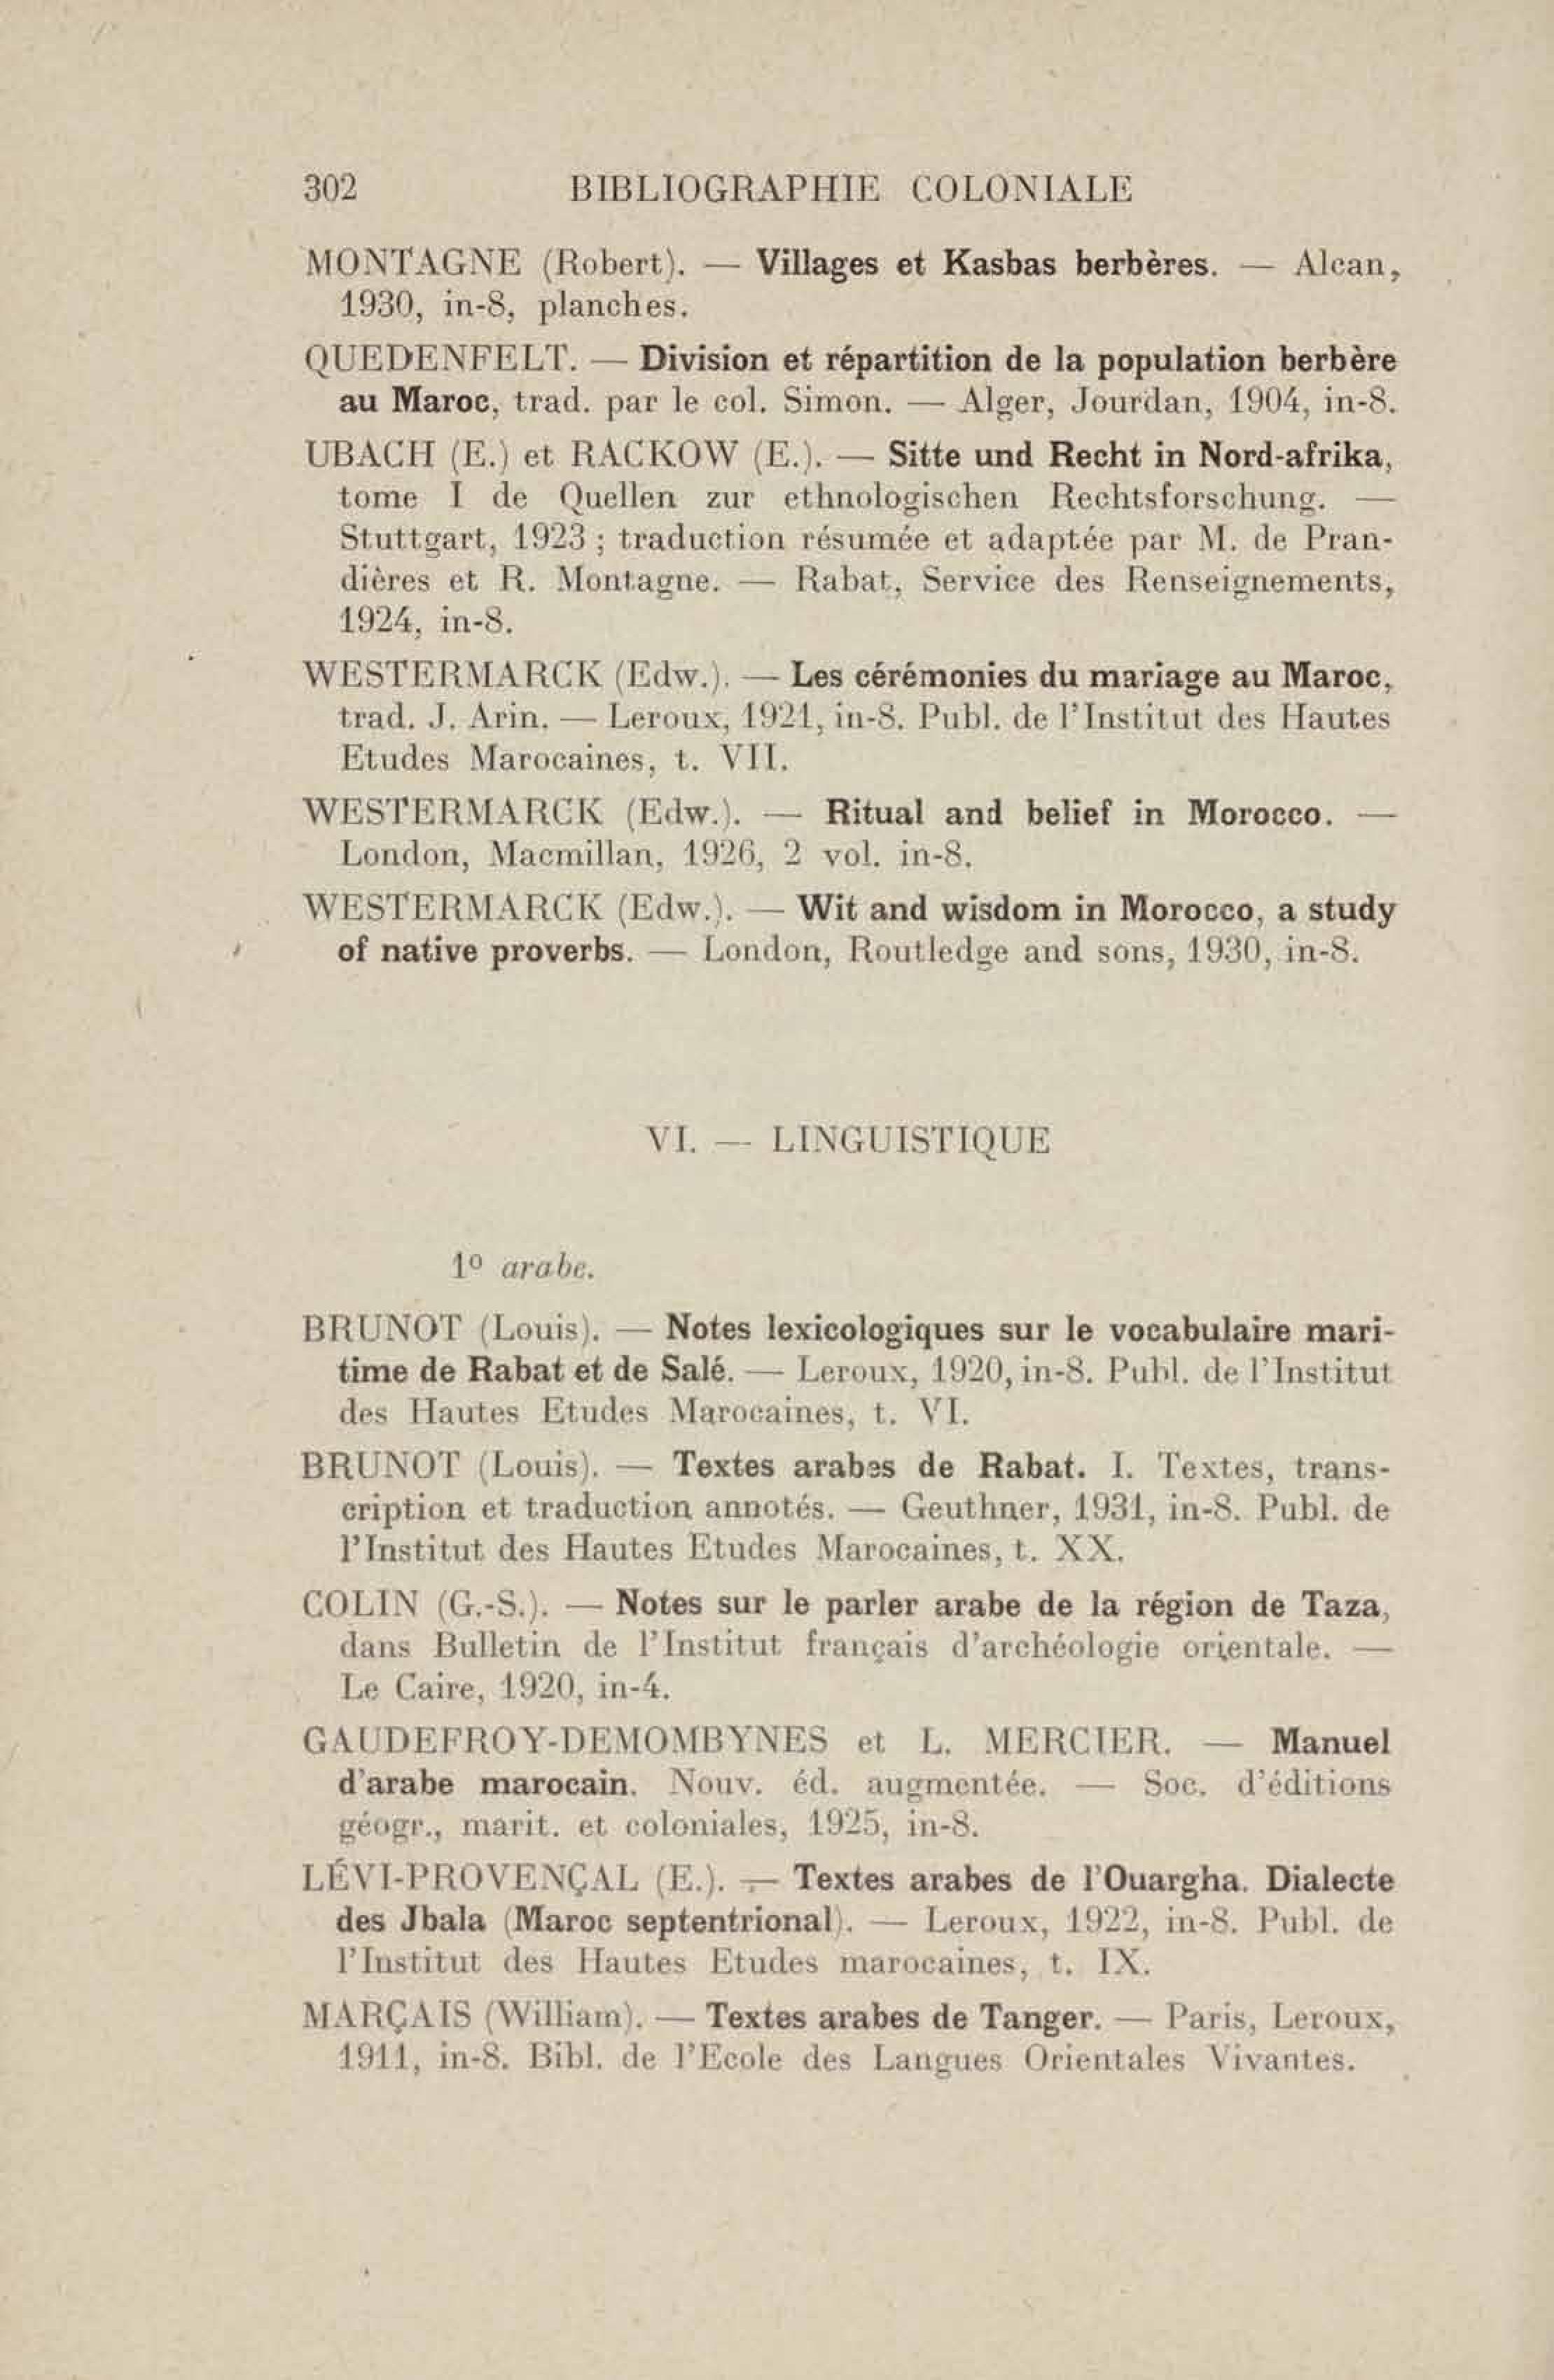 302 BIBLIOGRAPHIE COLONIALE
MONTAGNE (Robert). — Villages et Kasbas berbères. — Alcan,
1930, in-8, planches.
QUEDENFELT. — Division et répartition de la population berbère
au Maroc, trad. par le col. Simon. — Alger, Jourdan, 1904, in-8.
UBACH (E.) et RACKOW (E.). — Sitte und Recht in Nord-afrika,
tome I de Quellen zur ethnologischen Rechtsforschung. —
Stuttgart, 1923 ; traduction résumée et adaptée par M. de Pran-
dières et R. Montagne. — Rabat, Service des Renseignements,
1924, in-8.
WESTERMARCK (Edw.). — Les cérémonies du mariage au Maroc,
trad. J. Arin. — Leroux, 1921, in-8. Publ. de l'Institut des Hautes
Etudes Marocaines, t. VII.
WESTERMARCK (Edw.). — Ritual and belief in Morocco. —
London, Macmillan, 1926, 2 vol. in-8.
WESTERMARCK (Edw.). — Wit and wisdom in Morocco, a study
of native proverbs. — London, Routledge and sons, 1930, in-8.
VI. — LINGUISTIQUE
1º arabe.
BRUNOT (Louis). — Notes lexicologiques sur le vocabulaire mari-
time de Rabat et de Salé. — Leroux, 1920, in-8. Publ. de l'Institut
des Hautes Etudes Marocaines, t. VI.
BRUNOT (Louis). — Textes arabes de Rabat. I. Textes, trans-
cription et traduction annotés. — Geuthner, 1931, in-8. Publ. de
l'Institut des Hautes Etudes Marocaines, t. XX.
COLIN (G.-S.). — Notes sur le parler arabe de la région de Taza,
dans Bulletin de l'Institut français d'archéologie orientale. —
Le Caire, 1920, in-4.
GAUDEFROY-DEMOMBYNES et L. MERCIER. — Manuel
d'arabe marocain. Nouv. éd. augmentée. — Soc. d'éditions
géogr., marit. et coloniales, 1925, in-8.
LÉVI-PROVENÇAL (E.). — Textes arabes de l'Ouargha. Dialecte
des Jbala (Maroc septentrional). — Leroux, 1922, in-8. Publ. de
l'Institut des Hautes Etudes marocaines, t. IX.
MARÇAIS (William). — Textes arabes de Tanger. — Paris, Leroux,
1911, in-8. Bibl. de l'Ecole des Langues Orientales Vivantes.